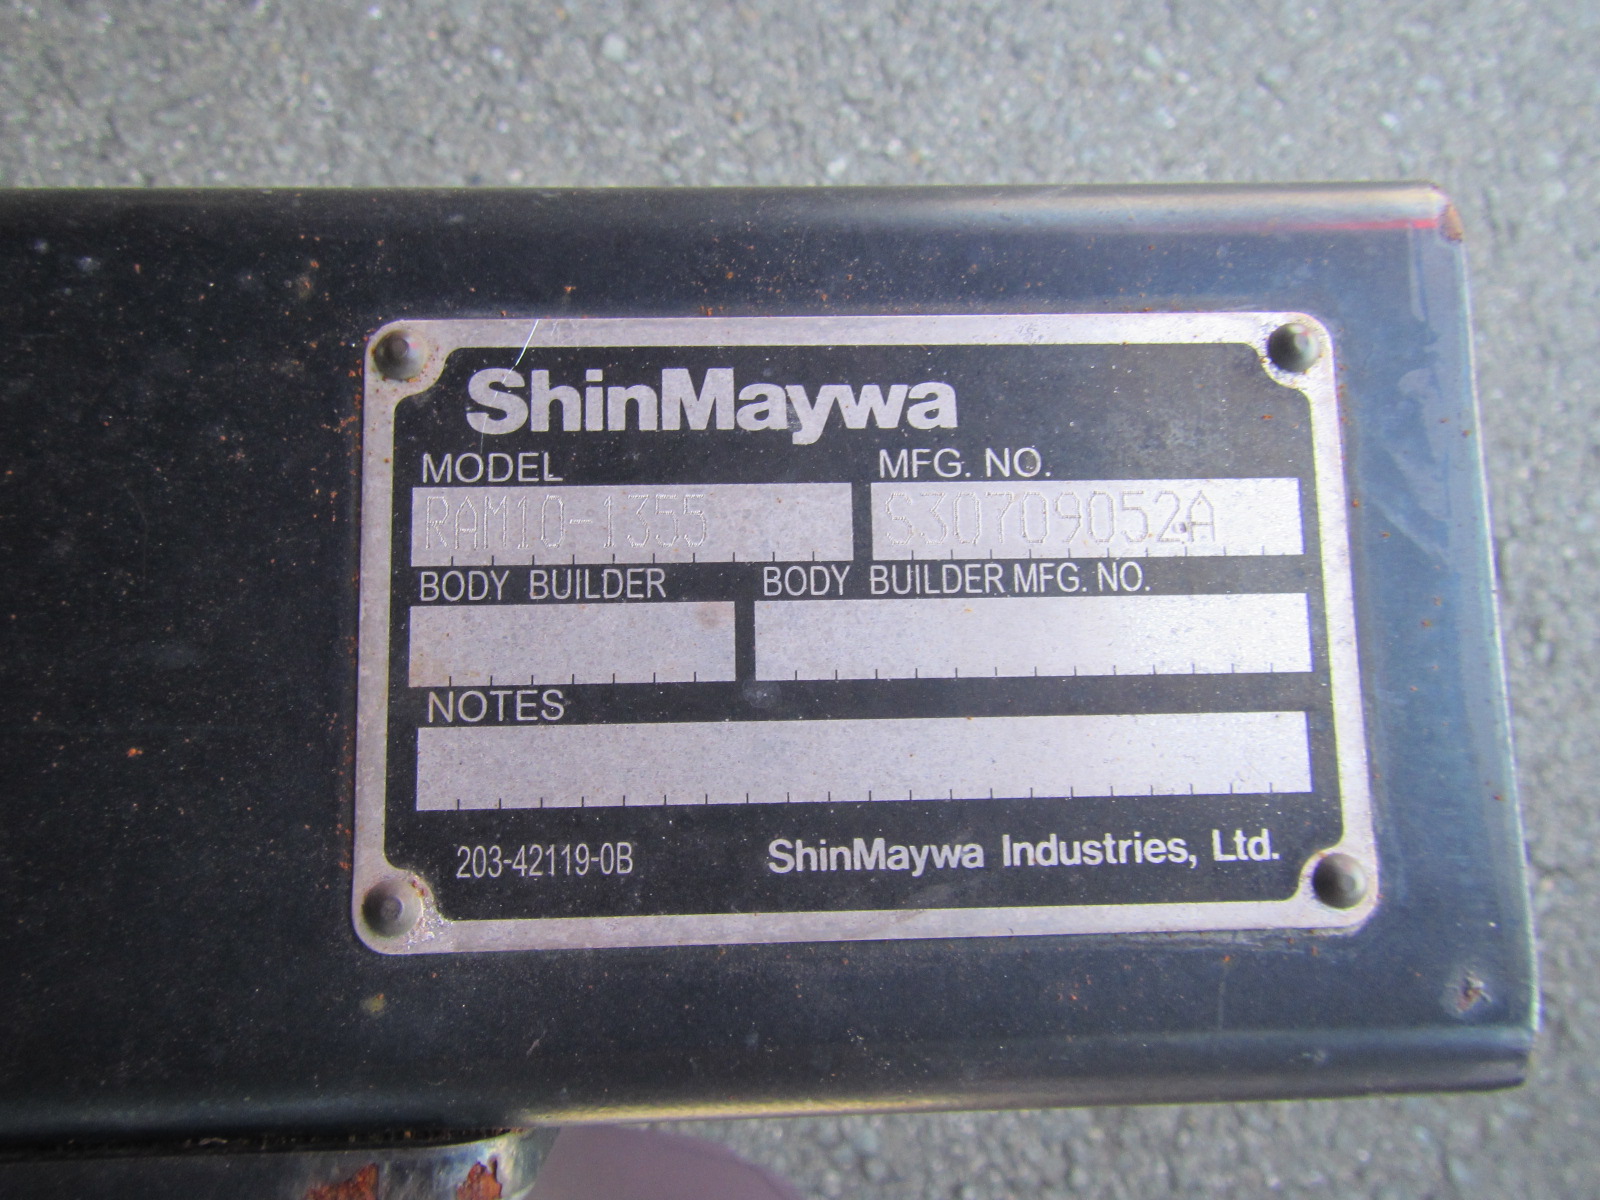 ShinMaywa
MODEL MFG. NO.
RAM10-1355 S30709052A
BODY BUILDER BODY BUILDER MFG. NO.
NOTES
203-42119-0B ShinMaywa Industries, Ltd.